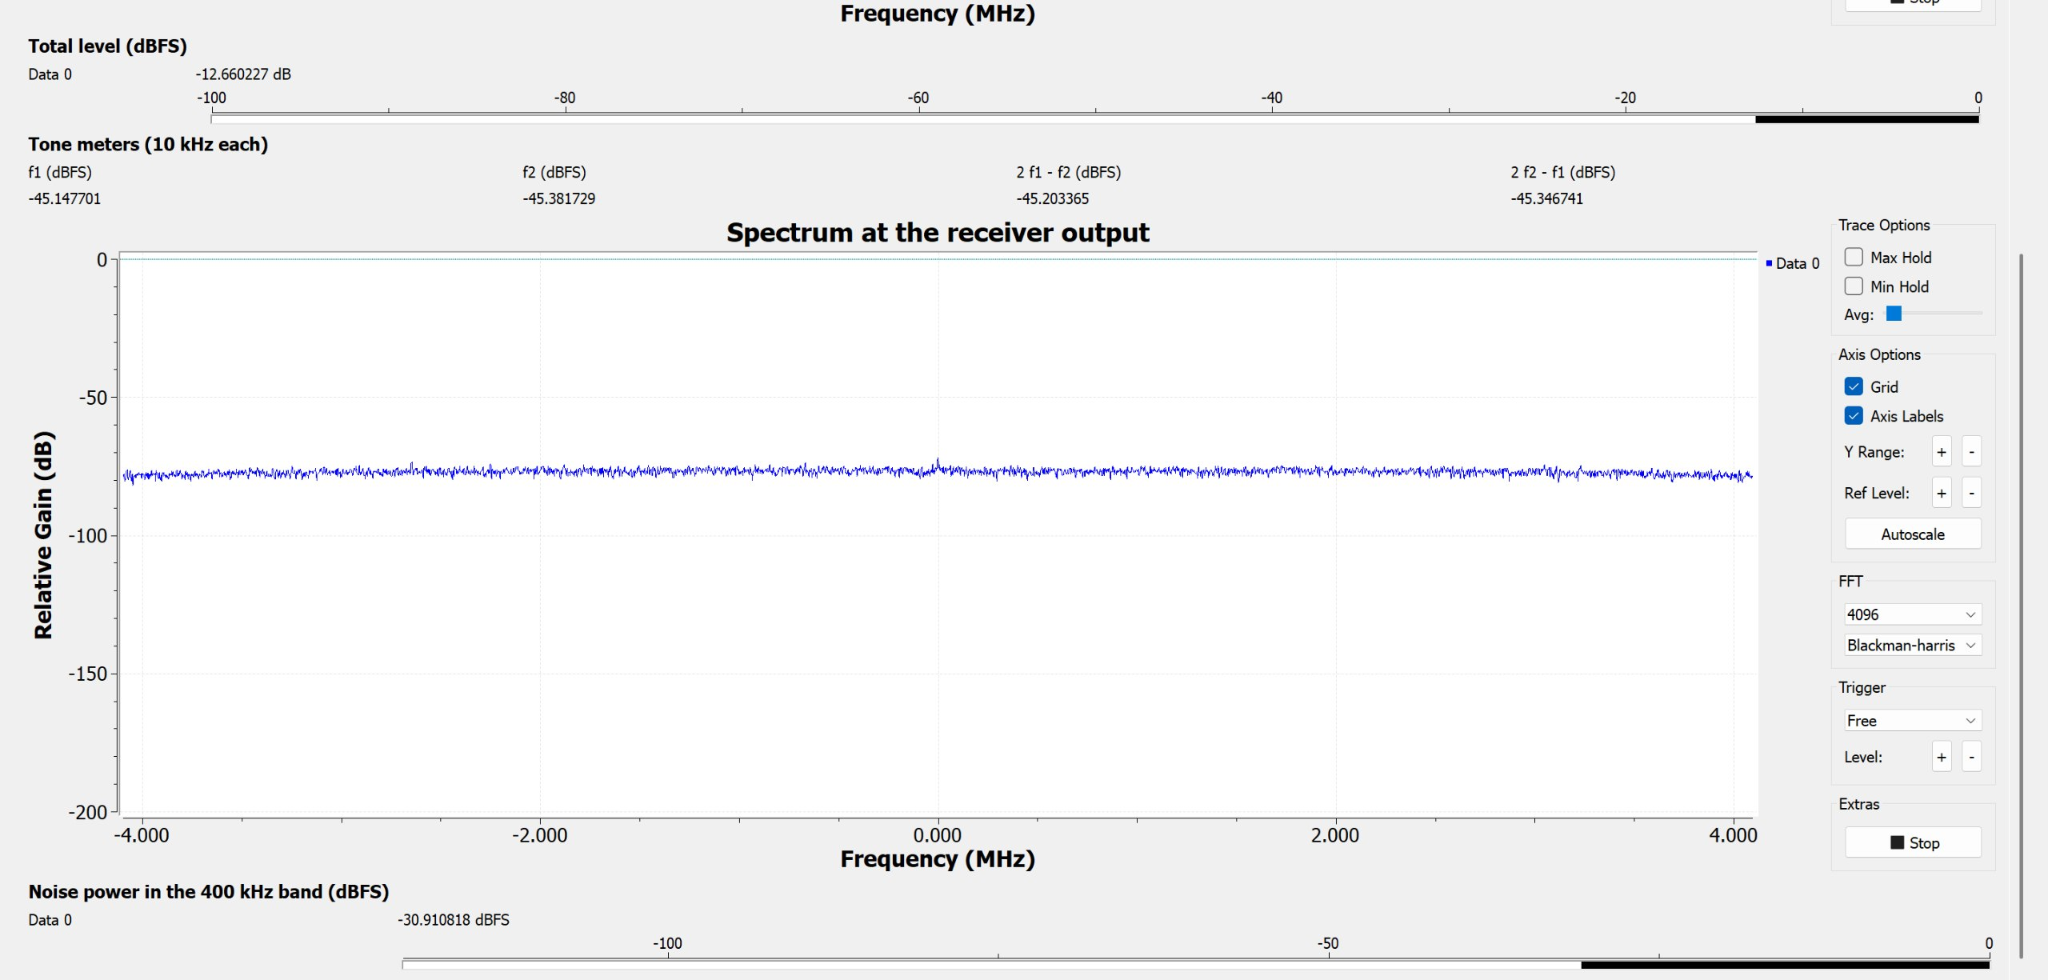 Frequency (MHz)
Stop
Total level (dBFS)
Data 0 -12.660227 dB
-100 -80 -60 -40 -20 0
Tone meters (10 kHz each)
f1 (dBFS) f2 (dBFS) 2 f1 - f2 (dBFS) 2 f2 - f1 (dBFS)
-45.147701 -45.381729 -45.203365 -45.346741
Spectrum at the receiver output
0
-50
-100
-150
-200
Relative Gain (dB)
-4.000 -2.000 0.000 2.000 4.000
Frequency (MHz)
Data 0
Trace Options
Max Hold
Min Hold
Avg:
Axis Options
Grid
Axis Labels
Y Range: + -
Ref Level: + -
Autoscale
FFT
4096
Blackman-harris
Trigger
Free
Level: + -
Extras
Stop
Noise power in the 400 kHz band (dBFS)
Data 0 -30.910818 dBFS
-100 -50 0